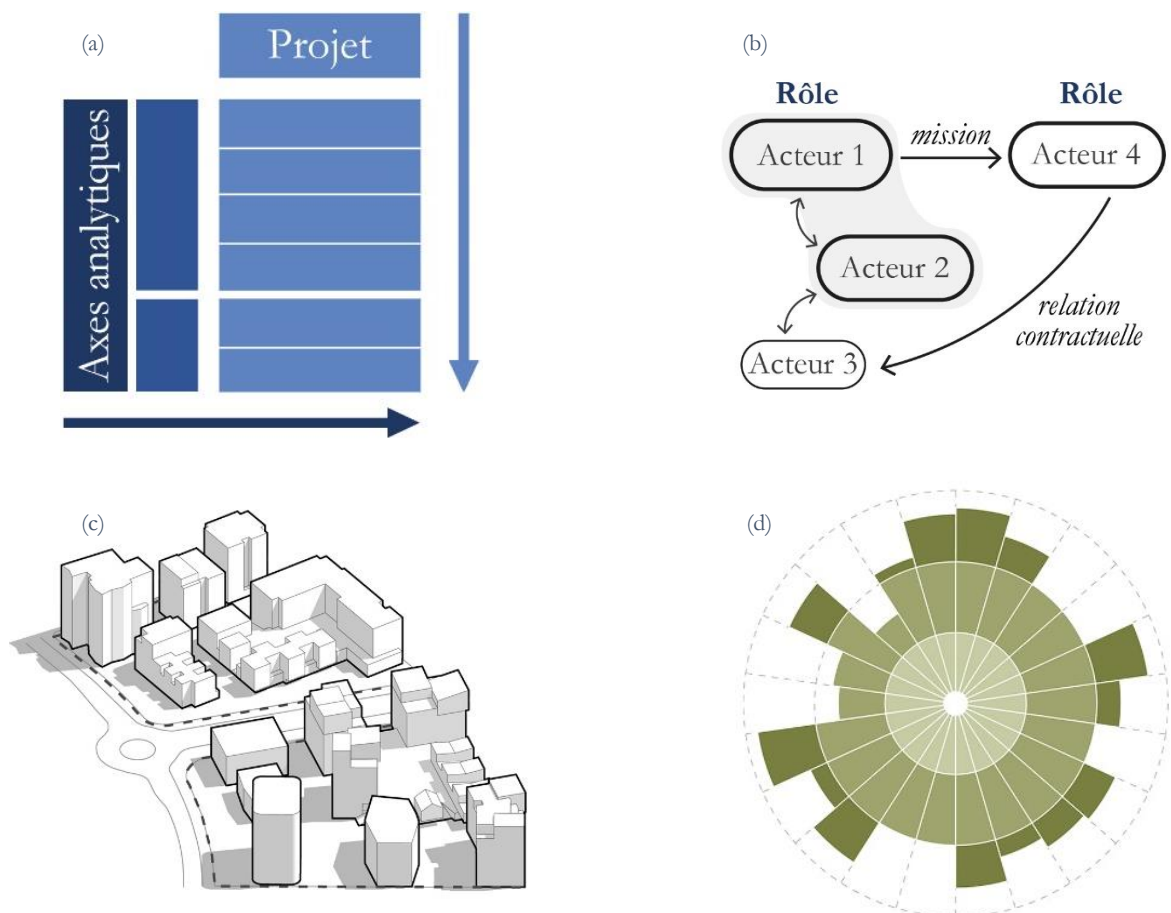 (a)
Projet
Axes analytiques
(b)
Rôle
Rôle
Acteur 1
mission
Acteur 4
Acteur 2
relation
contractuelle
Acteur 3
(c)
(d)